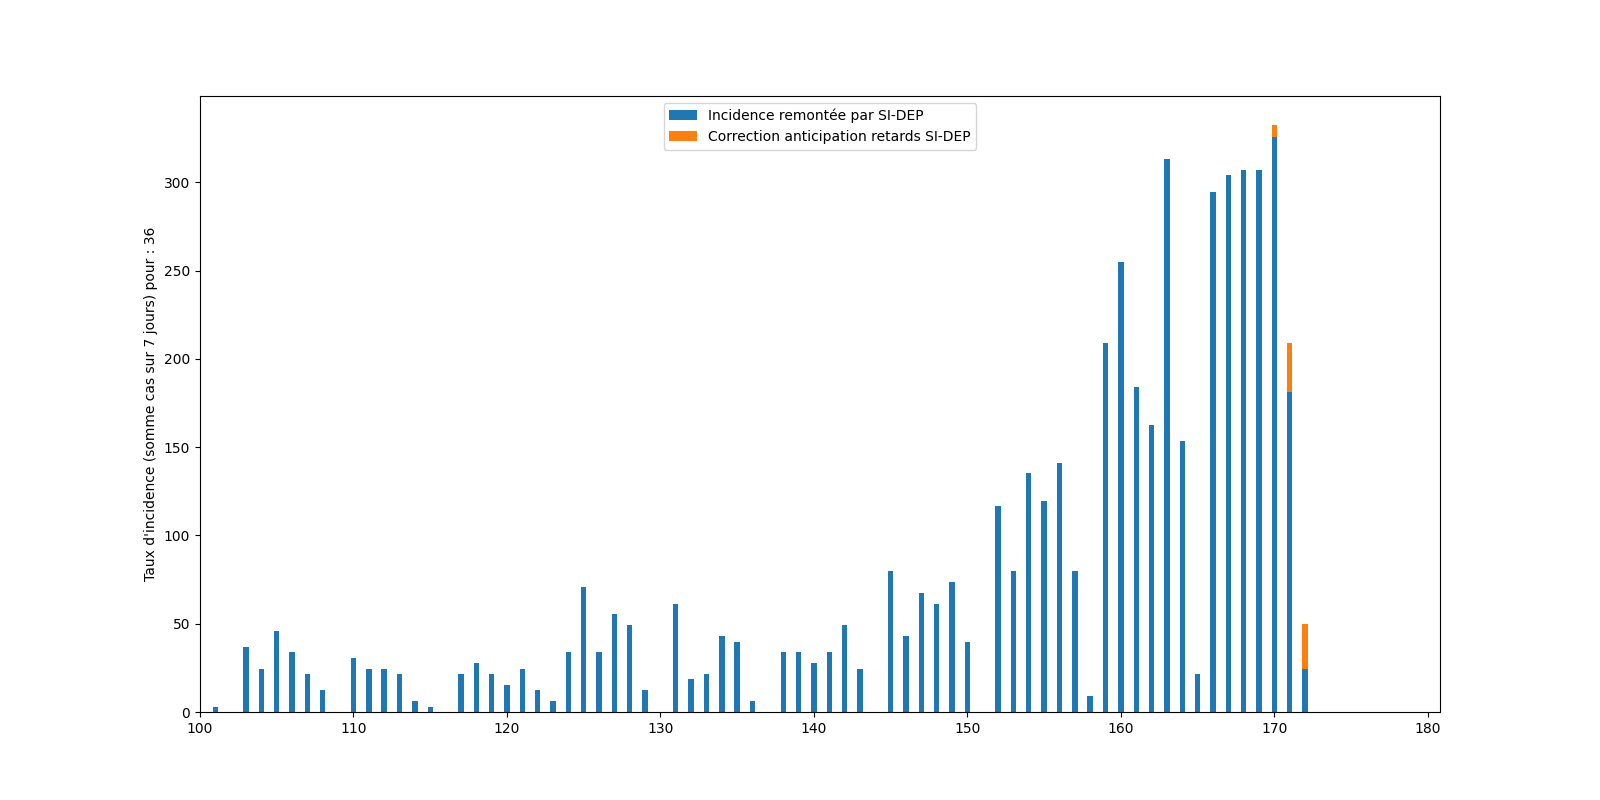 Incidence remontée par SI-DEP
Correction anticipation retards SI-DEP
Taux d'incidence (somme cas sur 7 jours) pour : 36
300
250
200
150
100
50
0
100 110 120 130 140 150 160 170 180